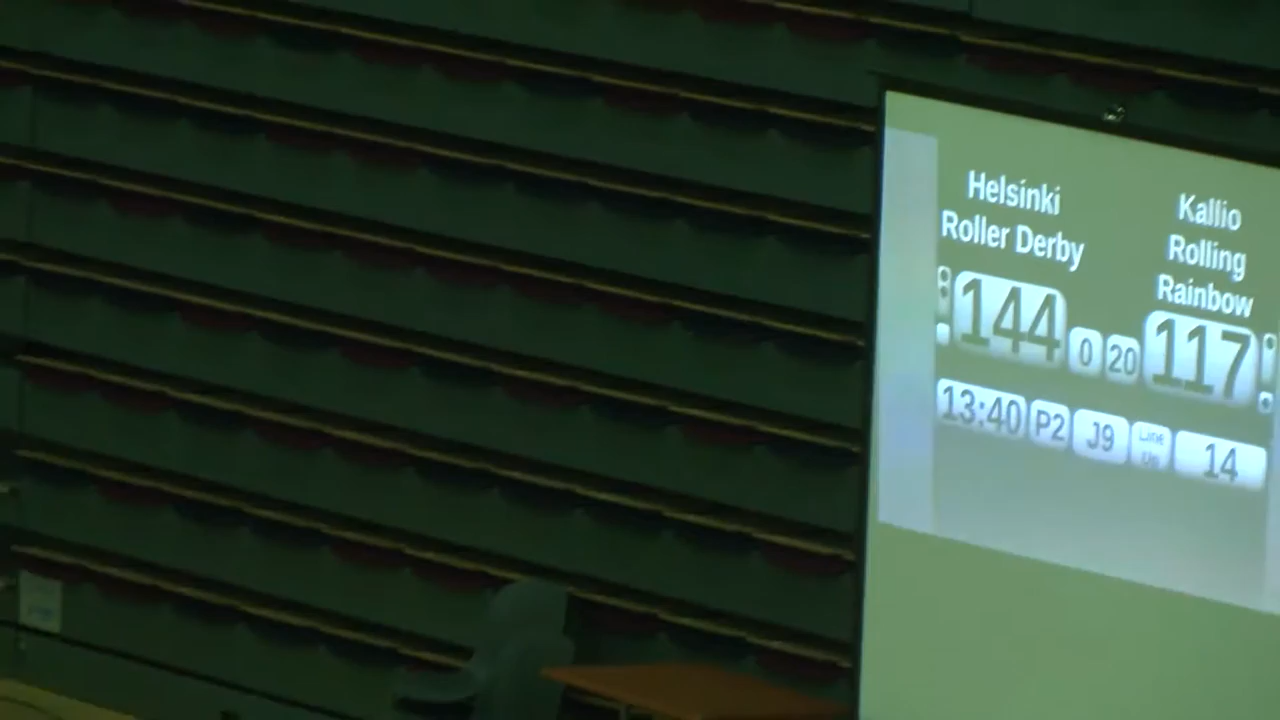 Helsinki
Roller Derby
Kallio
Rolling
Rainbow
144 0 20 117
13:40 P2 J9 Line Up 14